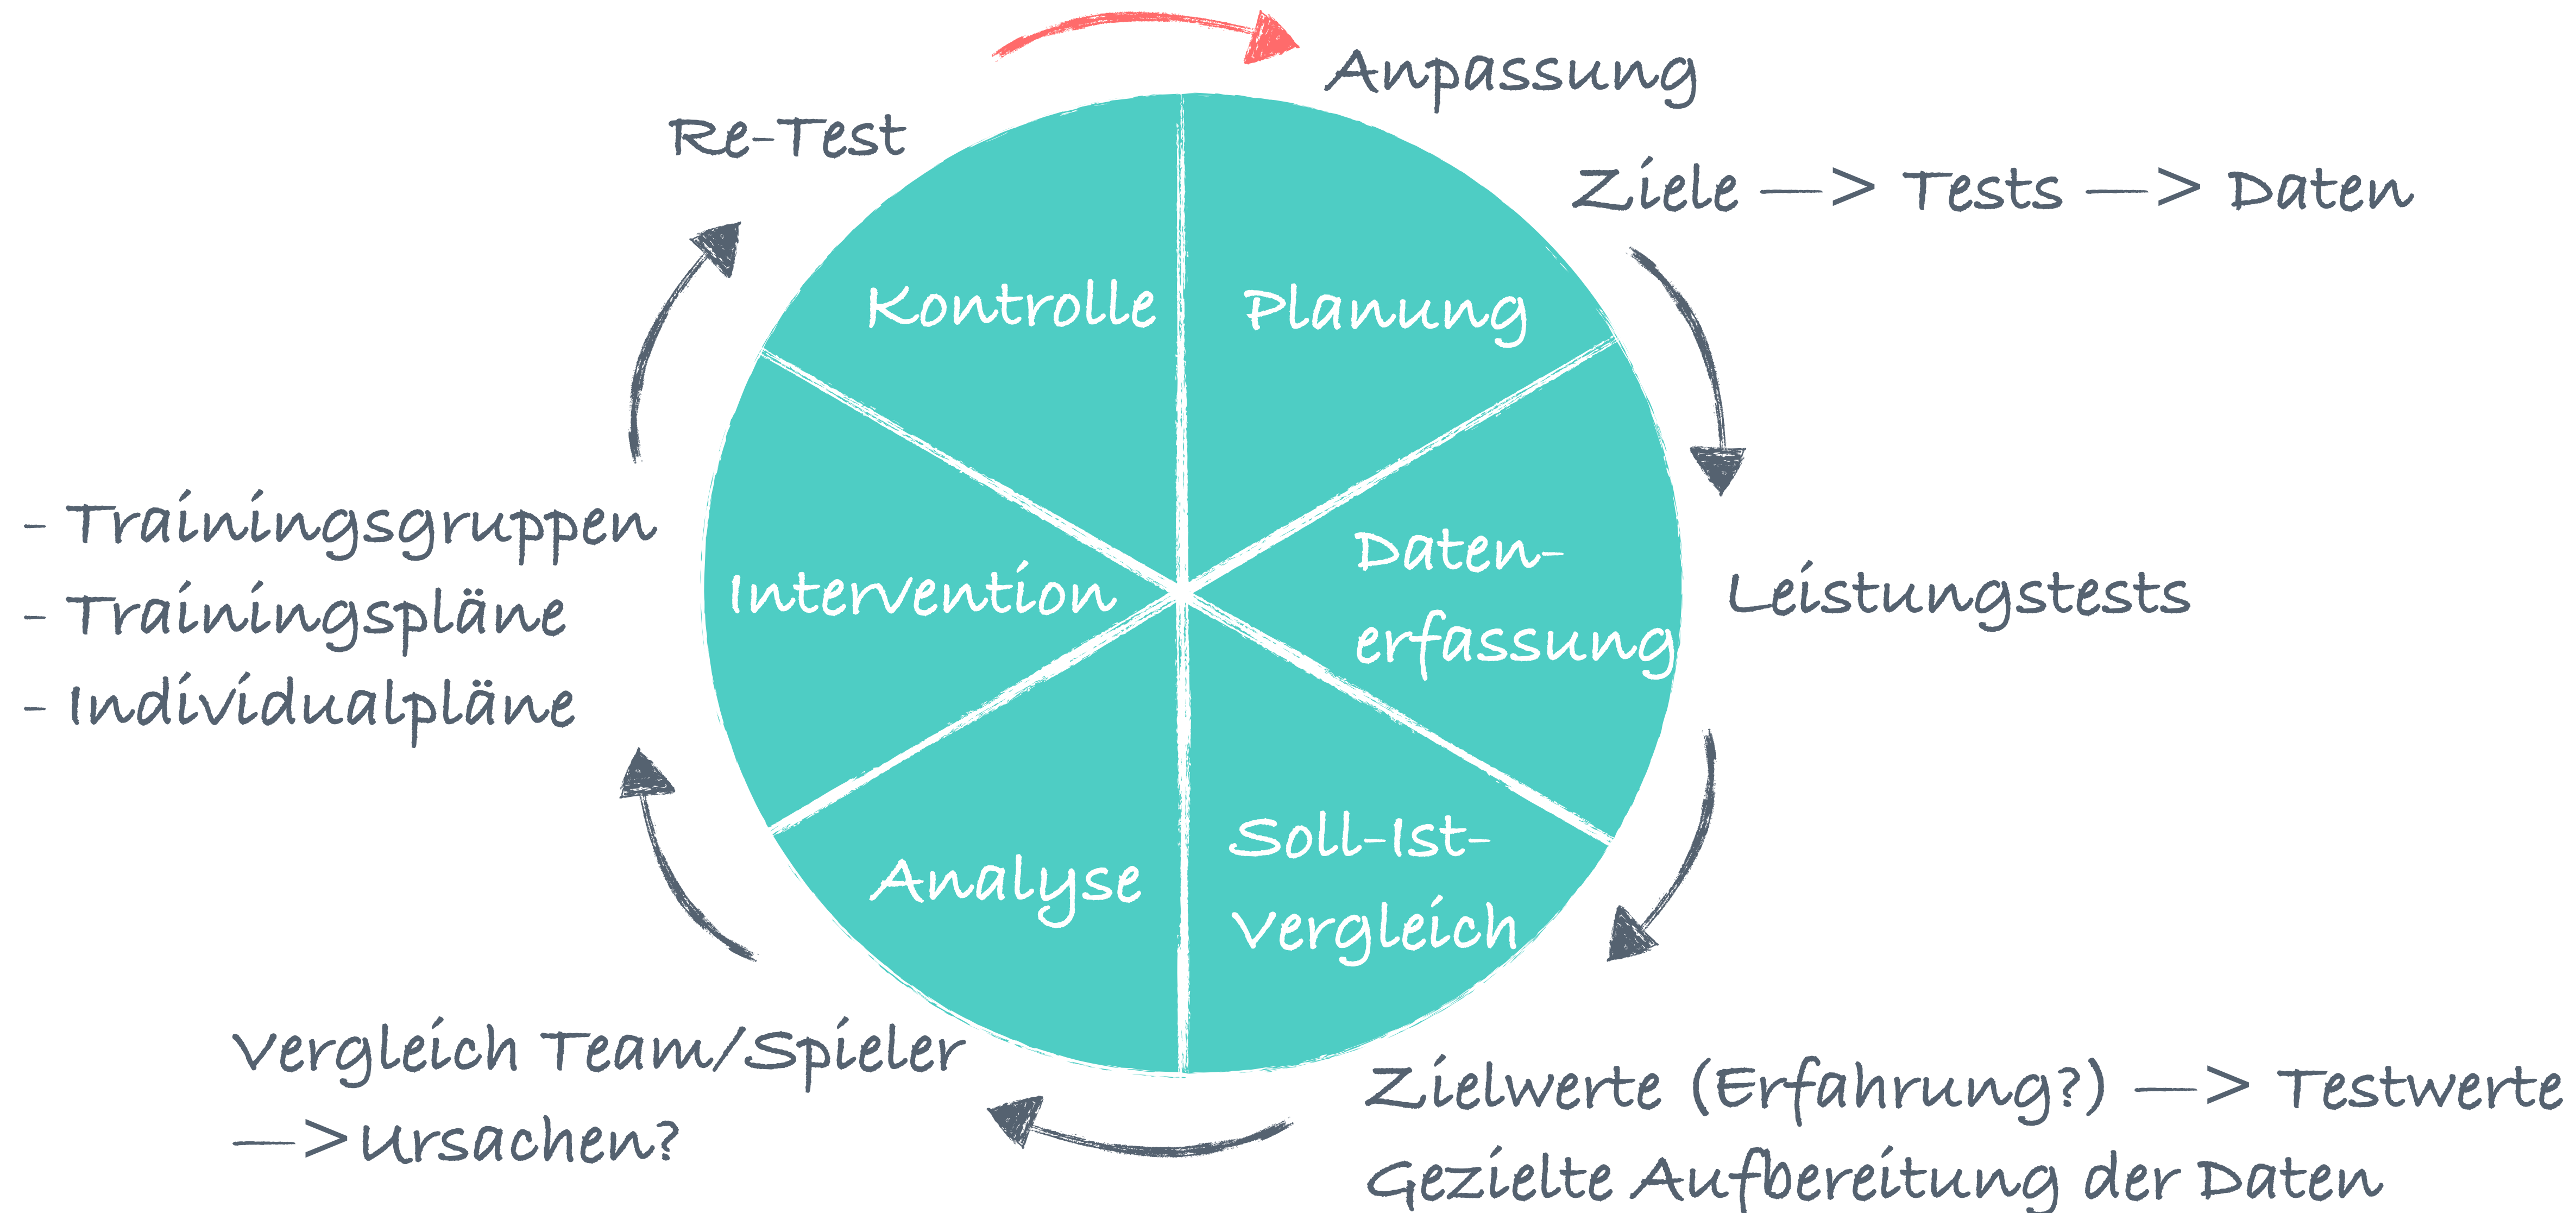 Anpassung
Re-Test
Ziele —> Tests —> Daten
Kontrolle
Planung
- Trainingsgruppen
- Trainingspläne
- Individualpläne
Intervention
Daten-
erfassung
Leistungstests
Analyse
Soll-Ist-
Vergleich
Vergleich Team/Spieler
—>Ursachen?
Zielwerte (Erfahrung?) —> Testwerte
Gezielte Aufbereitung der Daten